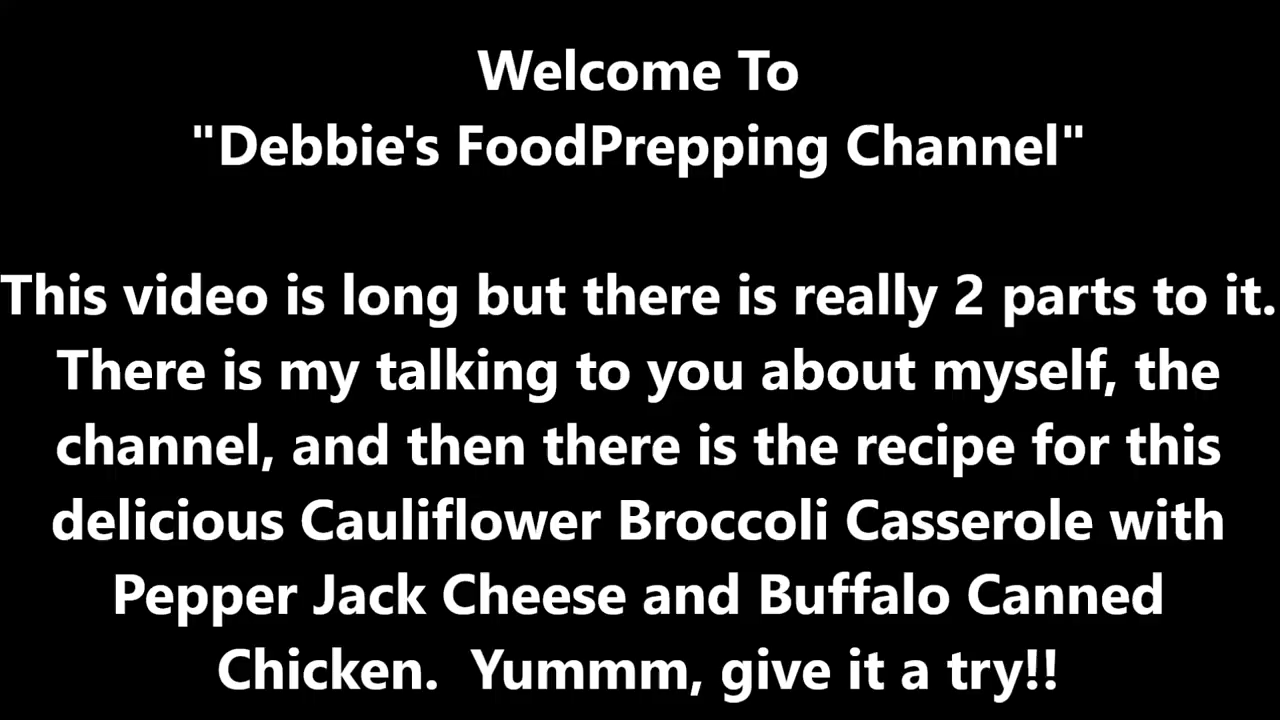 Welcome To
"Debbie's FoodPrepping Channel"
This video is long but there is really 2 parts to it.
There is my talking to you about myself, the
channel, and then there is the recipe for this
delicious Cauliflower Broccoli Casserole with
Pepper Jack Cheese and Buffalo Canned
Chicken.  Yummm, give it a try!!